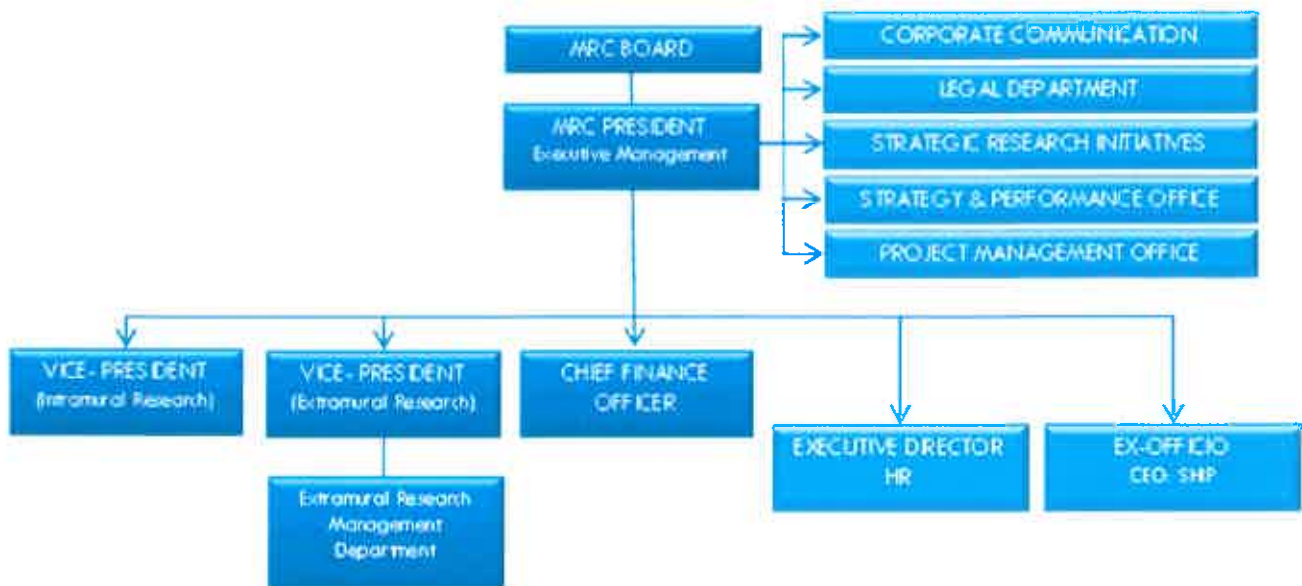 MRC BOARD
MRC PRESIDENT
Executive Management
CORPORATE COMMUNICATION
LEGAL DEPARTMENT
STRATEGIC RESEARCH INITIATIVES
STRATEGY & PERFORMANCE OFFICE
PROJECT MANAGEMENT OFFICE
VICE- PRESIDENT
(Intramural Research)
VICE- PRESIDENT
(Extramural Research)
CHIEF FINANCE
OFFICER
EXECUTIVE DIRECTOR
HR
EX-OFFICIO
CEO- SHIP
Extramural Research
Management
Department